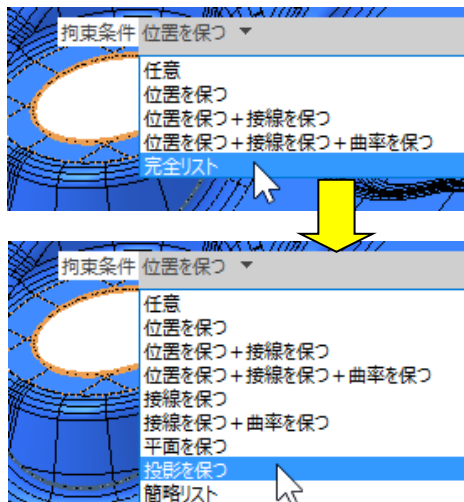 拘束条件 位置を保つ
任意
位置を保つ
位置を保つ+接線を保つ
位置を保つ+接線を保つ+曲率を保つ
完全リスト
拘束条件 位置を保つ
任意
位置を保つ
位置を保つ+接線を保つ
位置を保つ+接線を保つ+曲率を保つ
接線を保つ
接線を保つ+曲率を保つ
平面を保つ
投影を保つ
簡略リスト